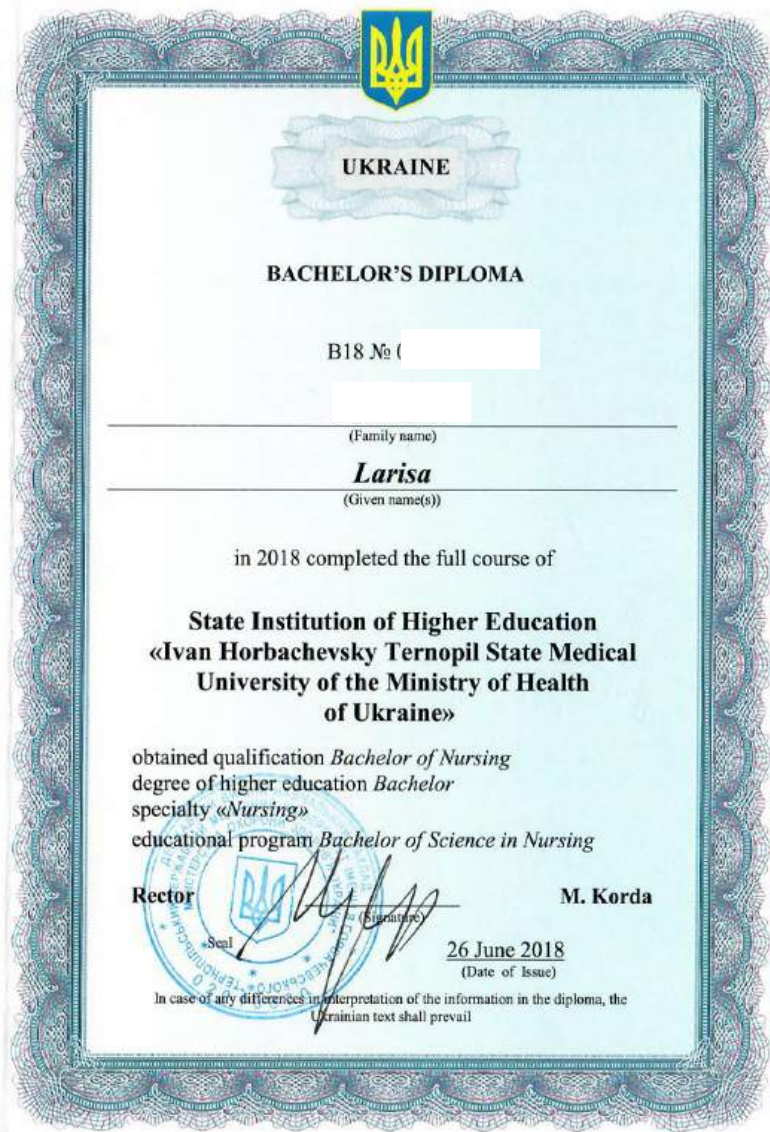 UKRAINE
BACHELOR'S DIPLOMA
B18 №
(Family name)
Larisa
(Given name(s))
in 2018 completed the full course of
State Institution of Higher Education
«Ivan Horbachevsky Ternopil State Medical
University of the Ministry of Health
of Ukraine»
obtained qualification Bachelor of Nursing
degree of higher education Bachelor
specialty «Nursing»
educational program Bachelor of Science in Nursing
Rector
(Signature)
M. Korda
Seal
26 June 2018
(Date of Issue)
In case of any differences in interpretation of the information in the diploma, the
Ukrainian text shall prevail